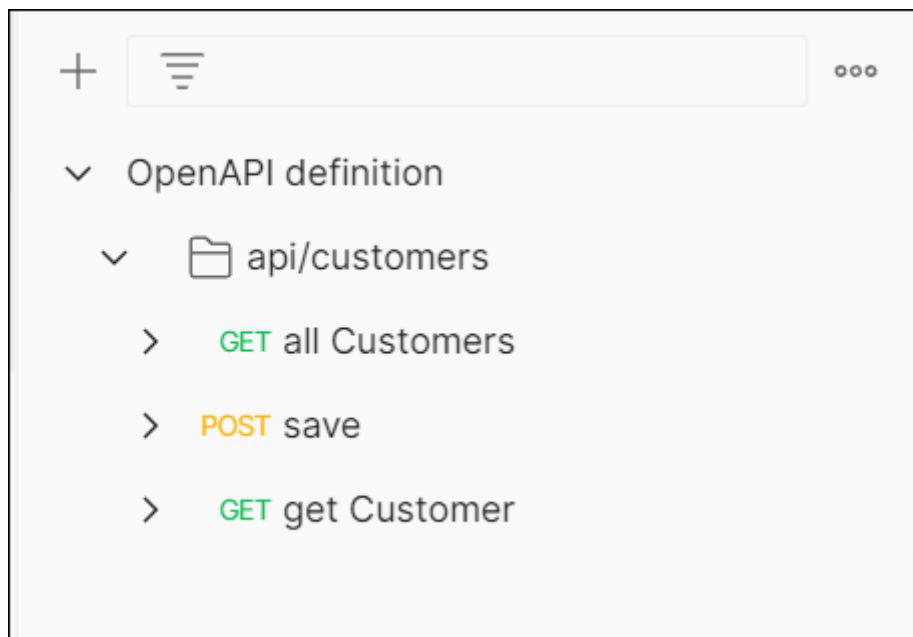 OpenAPI definition
api/customers
GET all Customers
POST save
GET get Customer